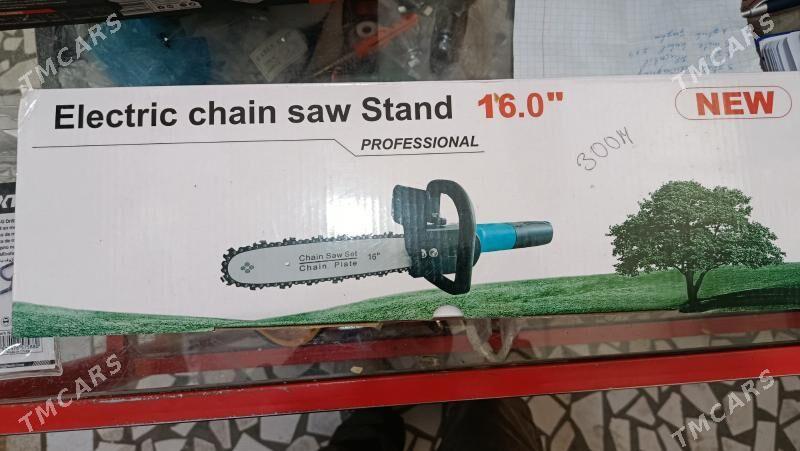 Electric chain saw Stand 16.0"
NEW
PROFESSIONAL
300M
Chain Saw Set
Chain Plate
16"
TMCARS
TMCARS
TMCARS
TMCARS
TMCARS
TMCARS